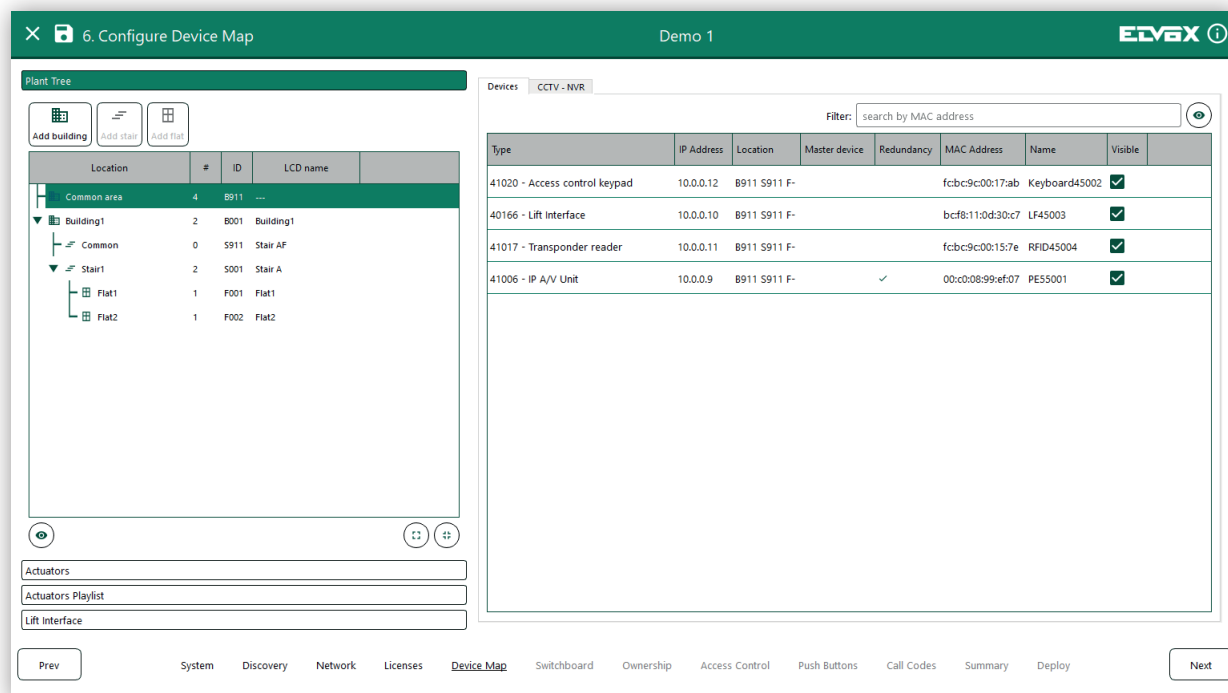 6. Configure Device Map
Demo 1
ELVOX
Plant Tree
Add building
Add stair
Add flat
Location # ID LCD name
Common area 4 B911 ---
Building1 2 B001 Building1
Common 0 S911 Stair AF
Stair1 2 S001 Stair A
Flat1 1 F001 Flat1
Flat2 1 F002 Flat2
Actuators
Actuators Playlist
Lift Interface
Devices CCTV - NVR
Filter: search by MAC address
Type IP Address Location Master device Redundancy MAC Address Name Visible
41020 - Access control keypad 10.0.0.12 B911 S911 F- fc:bc:9c:00:17:ab Keyboard45002
40166 - Lift Interface 10.0.0.10 B911 S911 F- bc:f8:11:0d:30:c7 LF45003
41017 - Transponder reader 10.0.0.11 B911 S911 F- fc:bc:9c:00:15:7e RFID45004
41006 - IP A/V Unit 10.0.0.9 B911 S911 F- 00:c0:08:99:ef:07 PE55001
Prev System Discovery Network Licenses Device Map Switchboard Ownership Access Control Push Buttons Call Codes Summary Deploy Next